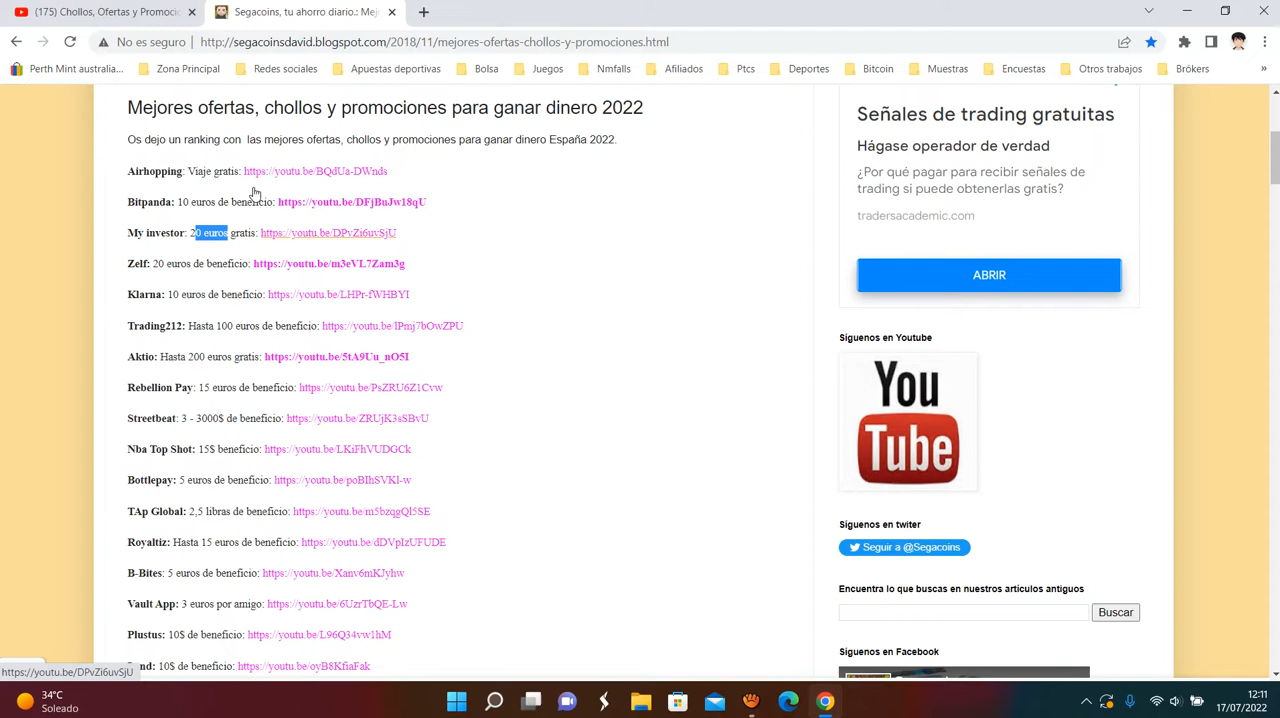 (175) Chollos, Ofertas y Promocio
Segacoins, tu ahorro diario.: Mej
No es seguro
http://segacoinsdavid.blogspot.com/2018/11/mejores-ofertas-chollos-y-promociones.html
Perth Mint australia... Zona Principal Redes sociales Apuestas deportivas Bolsa Juegos Nmfalls Afiliados Ptcs Deportes Bitcoin Muestras Encuestas Otros trabajos Brókers »
Mejores ofertas, chollos y promociones para ganar dinero 2022
Os dejo un ranking con las mejores ofertas, chollos y promociones para ganar dinero España 2022.
Airhopping: Viaje gratis: https://youtu.be/BQdUa-DWnds
Bitpanda: 10 euros de beneficio: https://youtu.be/DFjBuJw18qU
My investor: 20 euros gratis: https://youtu.be/DPvZi6uvSjU
Zelf: 20 euros de beneficio: https://youtu.be/m3eVL7Zam3g
Klarna: 10 euros de beneficio: https://youtu.be/LHPr-fWHBYI
Trading212: Hasta 100 euros de beneficio: https://youtu.be/lPmj7bOwZPU
Aktio: Hasta 200 euros gratis: https://youtu.be/5tA9Uu_nO5I
Rebellion Pay: 15 euros de beneficio: https://youtu.be/PsZRU6Z1Cvw
Streetbeat: 3 - 3000$ de beneficio: https://youtu.be/ZRUjK3sSBvU
Nba Top Shot: 15$ beneficio: https://youtu.be/LKiFhVUDGCk
Bottlepay: 5 euros de beneficio: https://youtu.be/poBIhSVKl-w
TAp Global: 2,5 libras de beneficio: https://youtu.be/m5bzqgQl5SE
Royaltiz: Hasta 15 euros de beneficio: https://youtu.be/dDVpIzUFUDE
B-Bites: 5 euros de beneficio: https://youtu.be/Xanv6mKJyhw
Vault App: 3 euros por amigo: https://youtu.be/6UzrTbQE-Lw
Plustus: 10$ de beneficio: https://youtu.be/L96Q34vw1hM
10$ de beneficio: https://youtu.be/oyB8KfiaFak
Señales de trading gratuitas
Hágase operador de verdad
¿Por qué pagar para recibir señales de
trading si puede obtenerlas gratis?
tradersacademic.com
ABRIR
Síguenos en Youtube
You
Tube
Síguenos en twiter
Seguir a @Segacoins
Encuentra lo que buscas en nuestros artículos antiguos
Buscar
Síguenos en Facebook
https://youtu.be/DPvZi6uvSjU
34°C
Soleado
12:11
17/07/2022